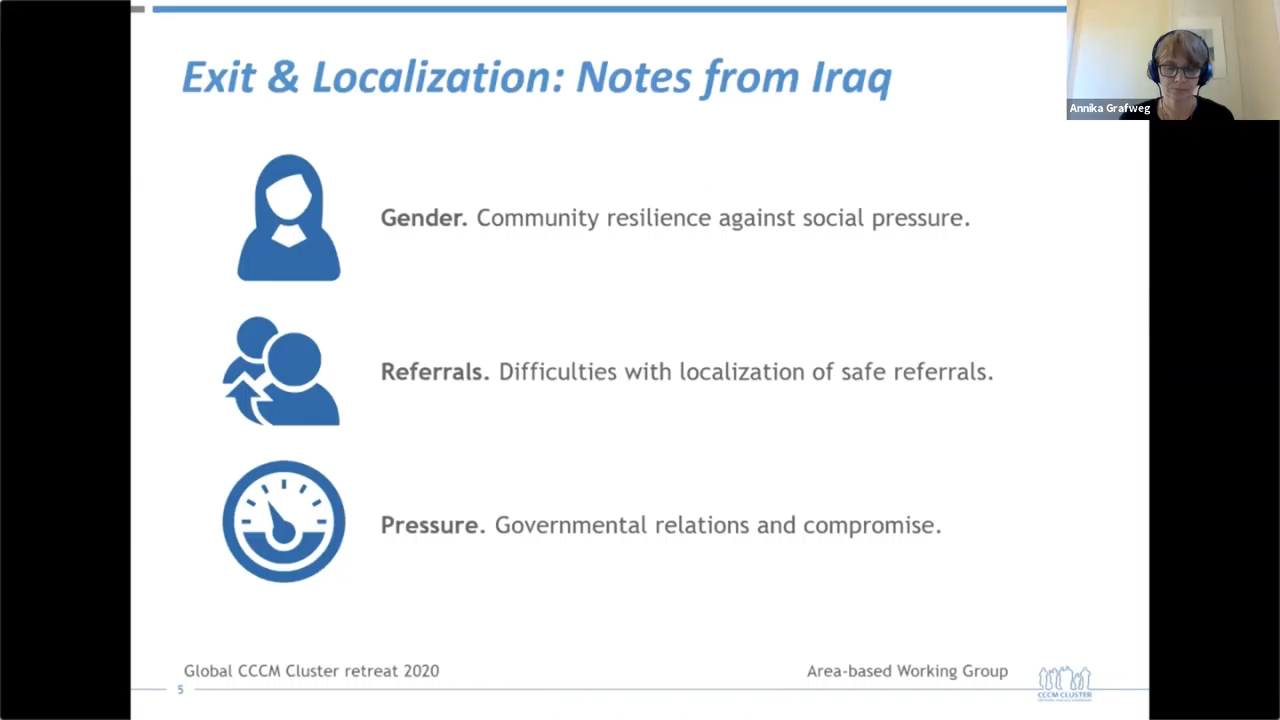 Exit & Localization: Notes from Iraq
Annika Grafweg
Gender. Community resilience against social pressure.
Referrals. Difficulties with localization of safe referrals.
Pressure. Governmental relations and compromise.
Global CCCM Cluster retreat 2020
Area-based Working Group
5
CCCM CLUSTER